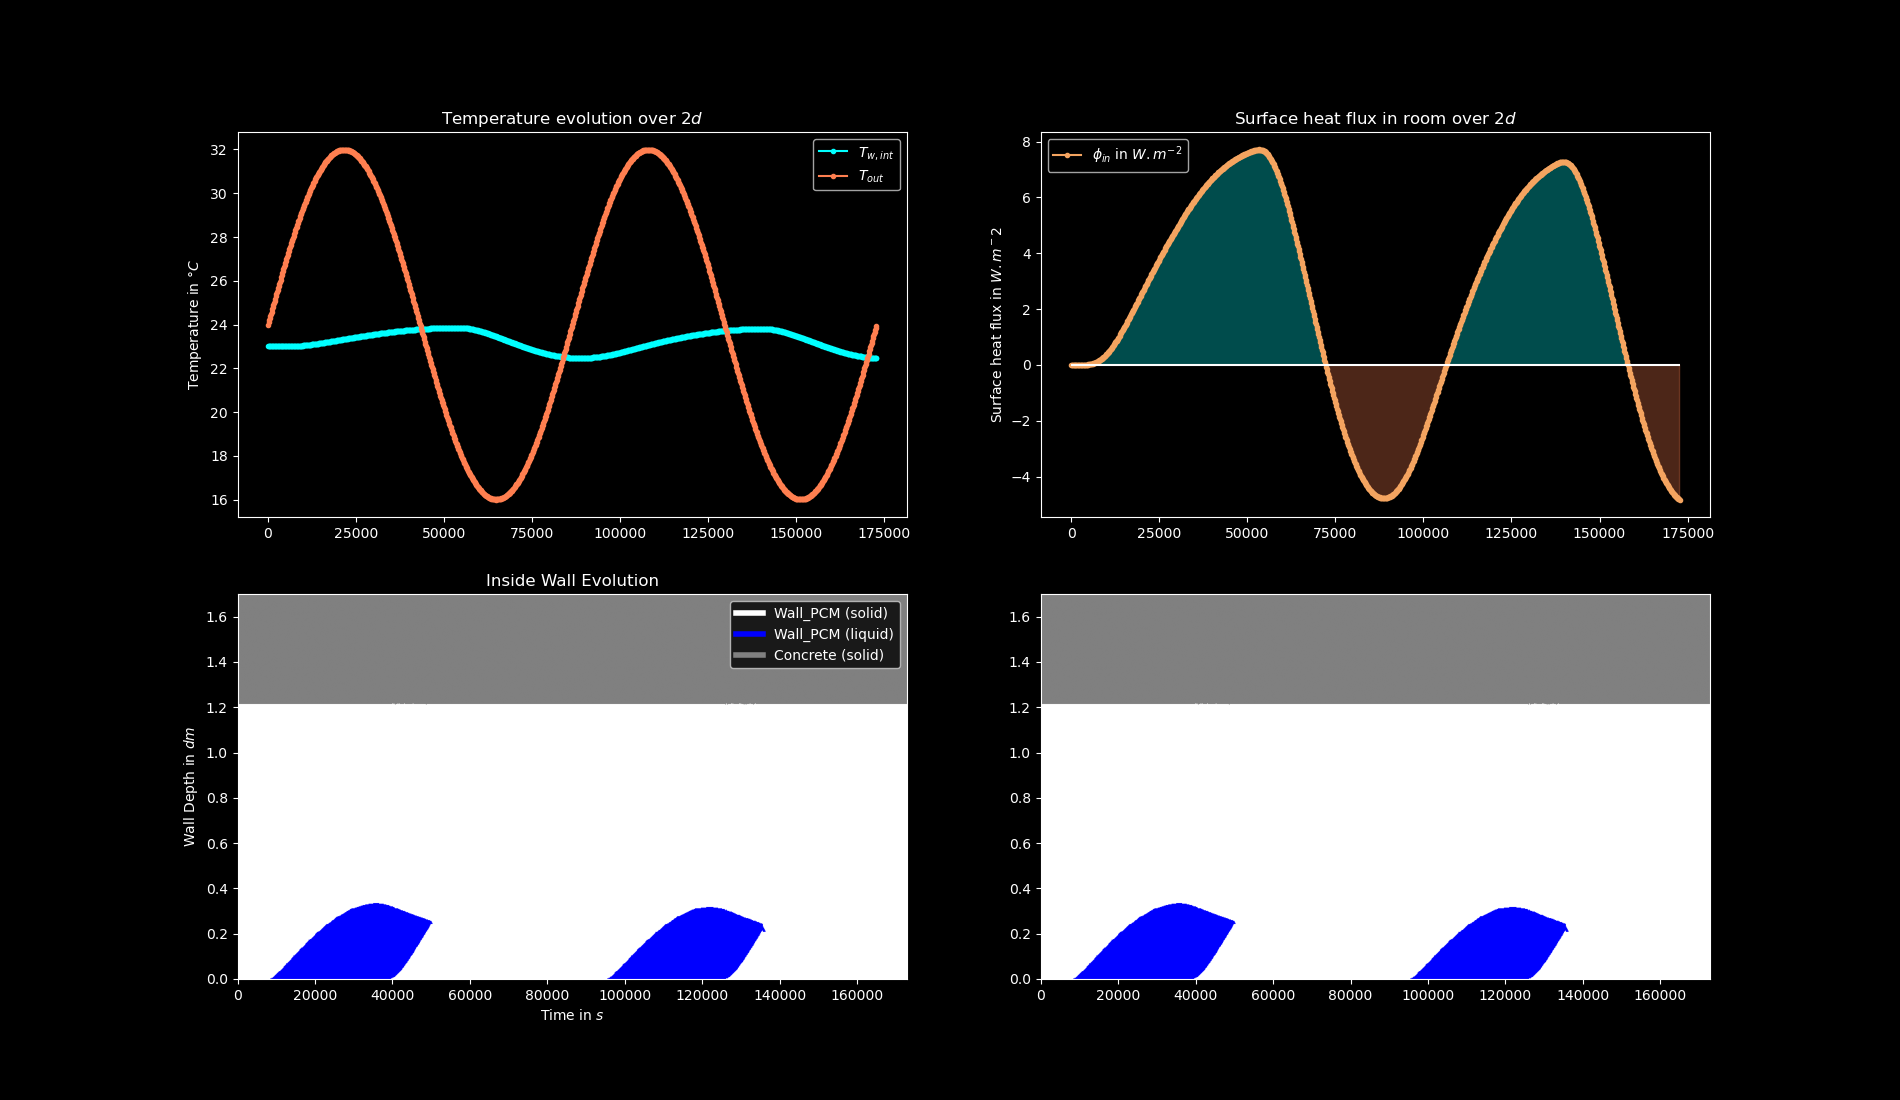 Temperature evolution over 2d
Temperature in °C
32
30
28
26
24
22
20
18
16
T_{w,int}
T_{out}
0 25000 50000 75000 100000 125000 150000 175000
Surface heat flux in room over 2d
Surface heat flux in W.m⁻2
8
6
4
2
0
−2
−4
ϕ_{in} in W.m⁻²
0 25000 50000 75000 100000 125000 150000 175000
Inside Wall Evolution
Wall Depth in dm
1.6
1.4
1.2
1.0
0.8
0.6
0.4
0.2
0.0
Wall_PCM (solid)
Wall_PCM (liquid)
Concrete (solid)
0 20000 40000 60000 80000 100000 120000 140000 160000
Time in s
1.6
1.4
1.2
1.0
0.8
0.6
0.4
0.2
0.0
0 20000 40000 60000 80000 100000 120000 140000 160000